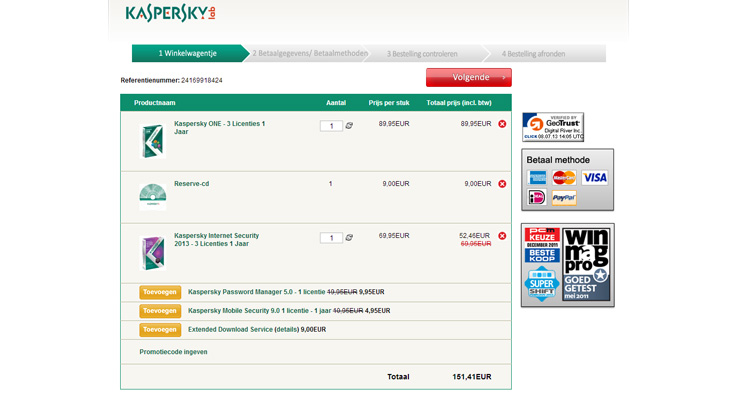 KASPERSKY lab
1 Winkelwagentje
2 Betaalgegevens/ Betaalmethoden
3 Bestelling controleren
4 Bestelling afronden
Referentienummer: 24169918424
Volgende
Productnaam Aantal Prijs per stuk Totaal prijs (incl. btw)
Kaspersky ONE - 3 Licenties 1 Jaar 1 89,95EUR 89,95EUR
Reserve-cd 1 9,00EUR 9,00EUR
Kaspersky Internet Security 2013 - 3 Licenties 1 Jaar 1 69,95EUR 52,46EUR
69,95EUR
Toevoegen Kaspersky Password Manager 5.0 - 1 licentie 19,95EUR 9,95EUR
Toevoegen Kaspersky Mobile Security 9.0 1 licentie - 1 jaar 19,95EUR 4,95EUR
Toevoegen Extended Download Service (details) 9,00EUR
Promotiecode ingeven
Totaal 151,41EUR
VERIFIED BY
GeoTrust
Digital River Inc.
CLICK 08.07.13 14:05 UTC
Betaal methode
MasterCard VISA
PayPal
PCM
KEUZE
DECEMBER 2011
BESTE
KOOP
SUPER
SHIFT
win
mag
pro
GOED
GETEST
mei 2011